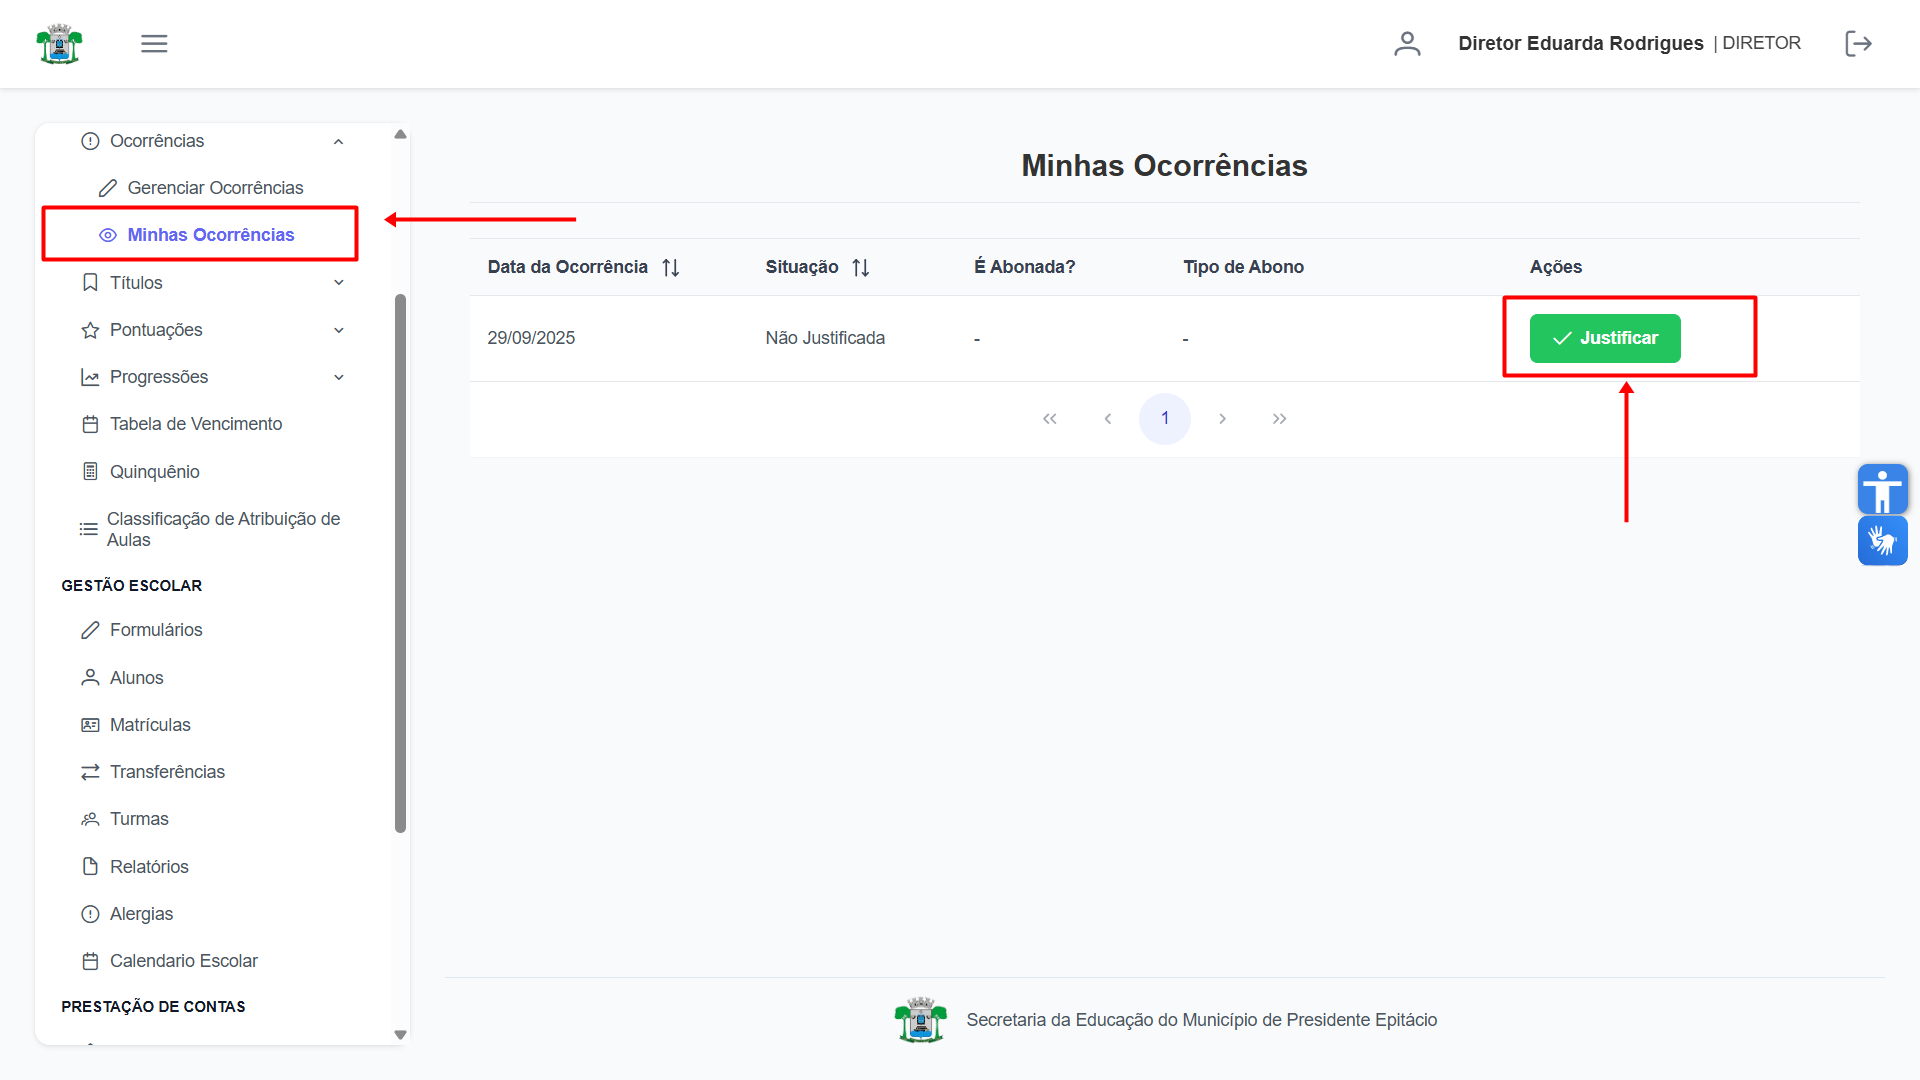 Diretor Eduarda Rodrigues | DIRETOR
Ocorrências
Gerenciar Ocorrências
Minhas Ocorrências
Títulos
Pontuações
Progressões
Tabela de Vencimento
Quinquênio
Classificação de Atribuição de
Aulas
GESTÃO ESCOLAR
Formulários
Alunos
Matrículas
Transferências
Turmas
Relatórios
Alergias
Calendario Escolar
PRESTAÇÃO DE CONTAS
Minhas Ocorrências
Data da Ocorrência Situação É Abonada? Tipo de Abono Ações
29/09/2025 Não Justificada - - Justificar
1
Secretaria da Educação do Município de Presidente Epitácio